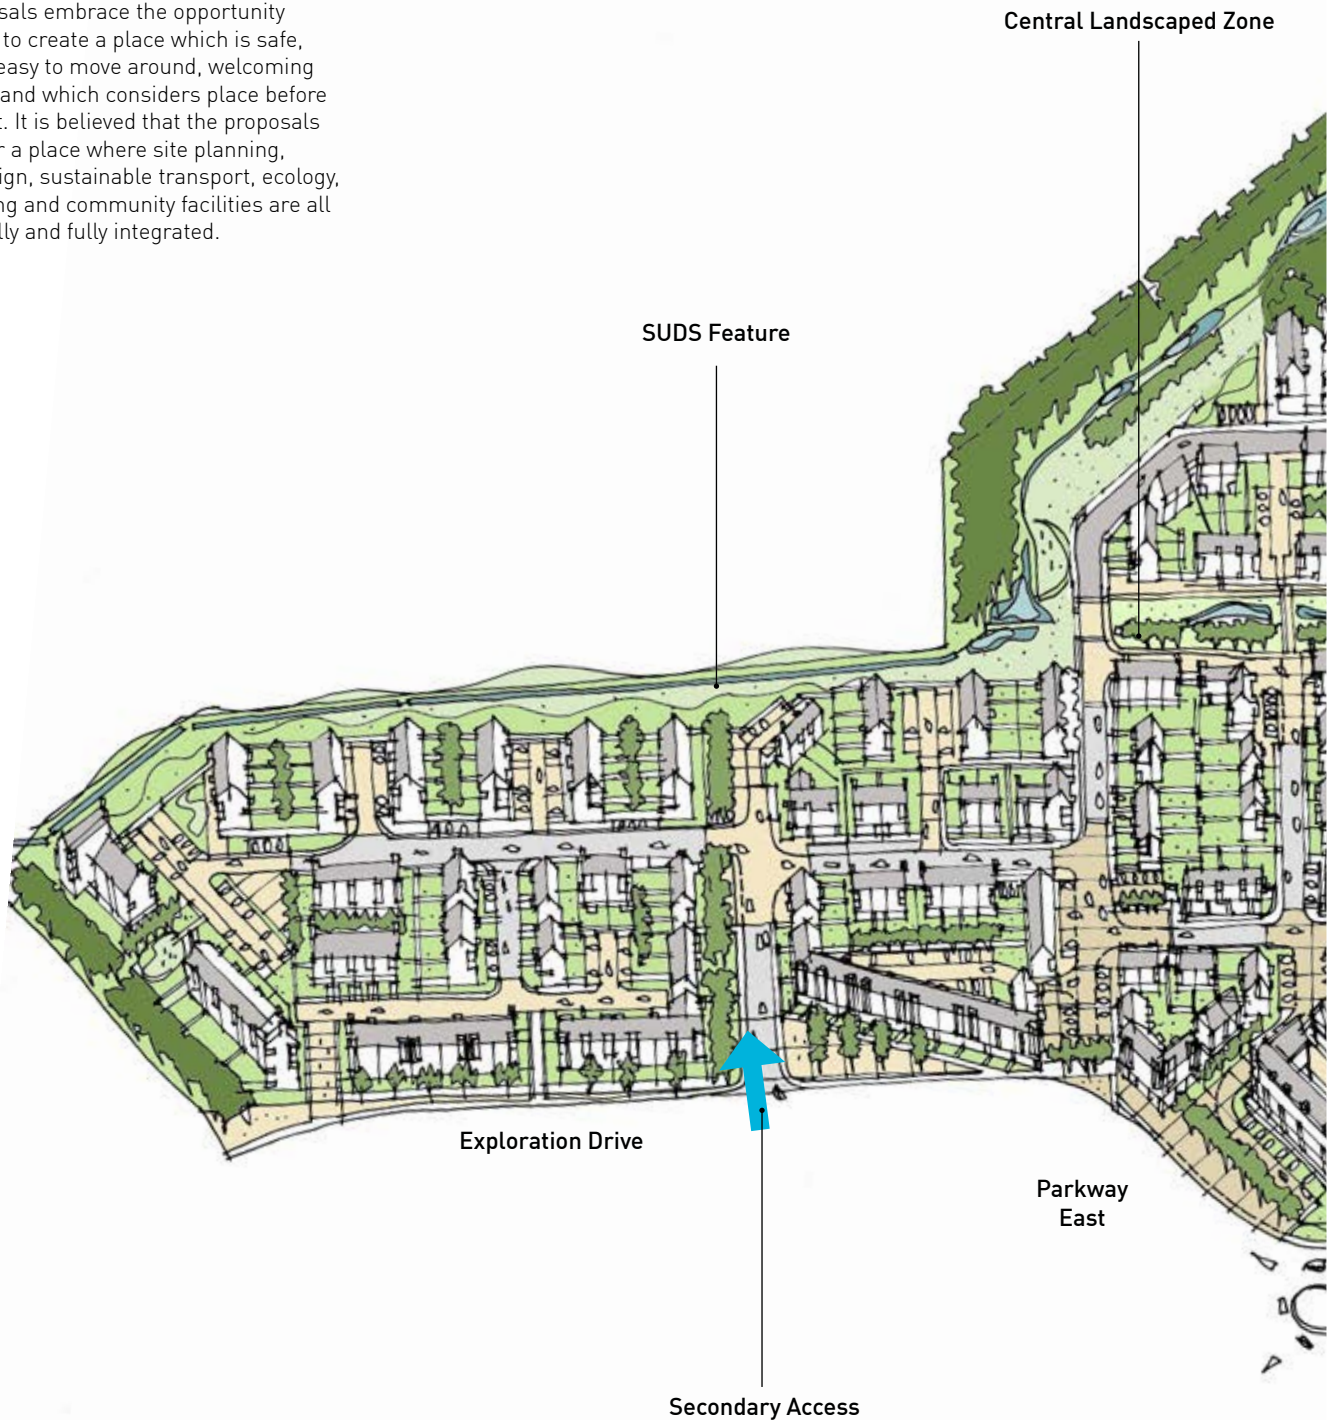 sals embrace the opportunity
to create a place which is safe,
easy to move around, welcoming
and which considers place before
t. It is believed that the proposals
r a place where site planning,
ign, sustainable transport, ecology,
ng and community facilities are all
lly and fully integrated.
Central Landscaped Zone
SUDS Feature
Exploration Drive
Parkway
East
Secondary Access